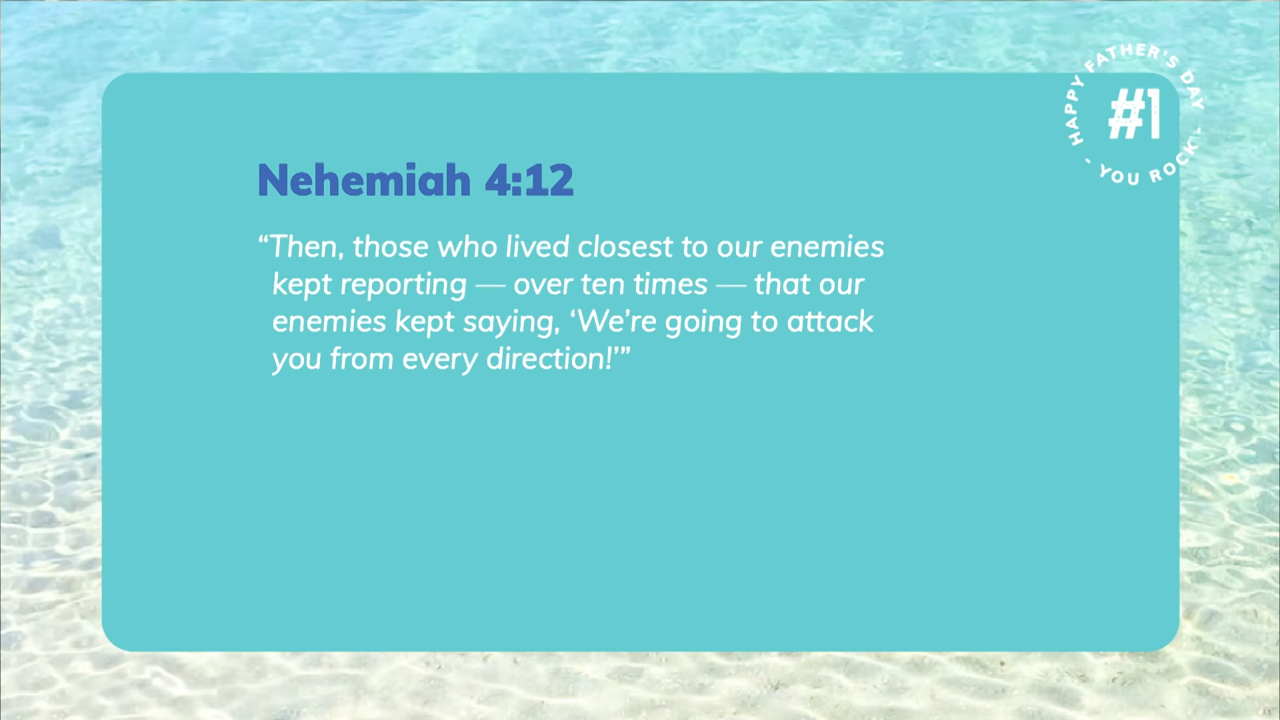 HAPPY FATHER'S DAY
#1
- YOU ROCK -
Nehemiah 4:12
“Then, those who lived closest to our enemies
kept reporting — over ten times — that our
enemies kept saying, ‘We’re going to attack
you from every direction!’”